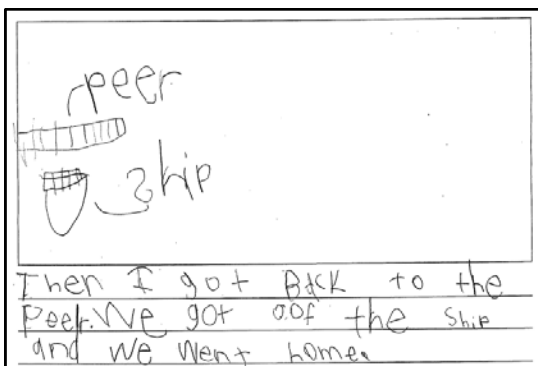 peer
ship
Then I got Back to the
Peer. We got oof the ship
and we went home.